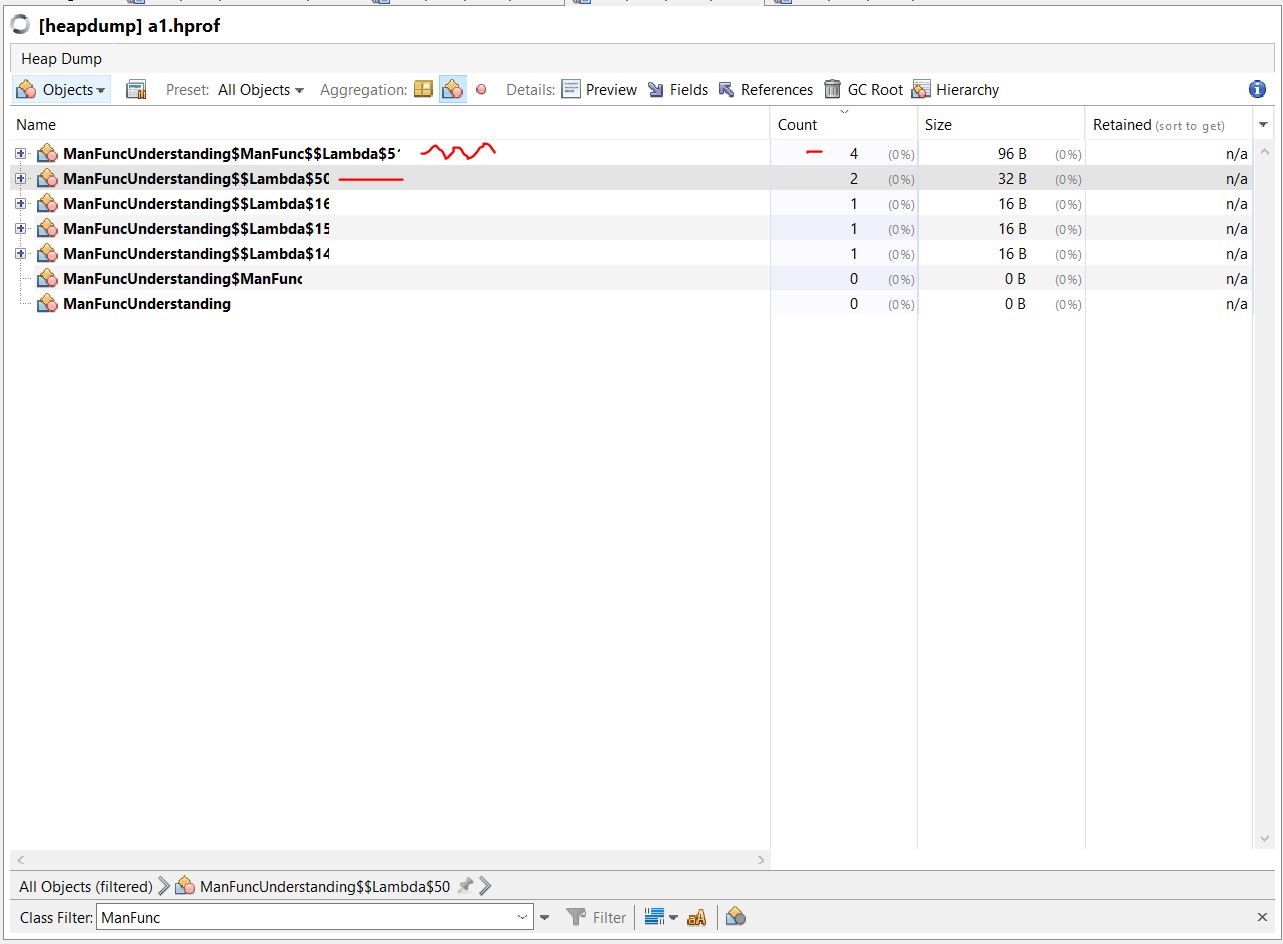 [heapdump] a1.hprof
Heap Dump
Objects Preset: All Objects Aggregation: Details: Preview Fields References GC Root Hierarchy
Name Count Size Retained (sort to get)
ManFuncUnderstanding$ManFunc$$Lambda$51 4 (0%) 96 B (0%) n/a
ManFuncUnderstanding$$Lambda$50 2 (0%) 32 B (0%) n/a
ManFuncUnderstanding$$Lambda$16 1 (0%) 16 B (0%) n/a
ManFuncUnderstanding$$Lambda$15 1 (0%) 16 B (0%) n/a
ManFuncUnderstanding$$Lambda$14 1 (0%) 16 B (0%) n/a
ManFuncUnderstanding$ManFunc 0 (0%) 0 B (0%) n/a
ManFuncUnderstanding 0 (0%) 0 B (0%) n/a
All Objects (filtered) ManFuncUnderstanding$$Lambda$50
Class Filter: ManFunc Filter aA